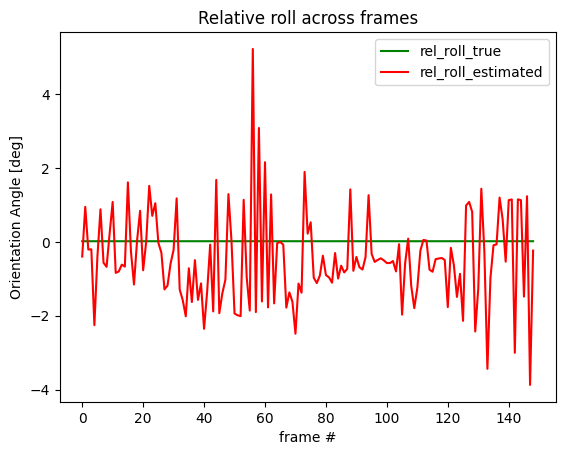 Relative roll across frames
rel_roll_true
rel_roll_estimated
Orientation Angle [deg]
4
2
0
−2
−4
0 20 40 60 80 100 120 140
frame #